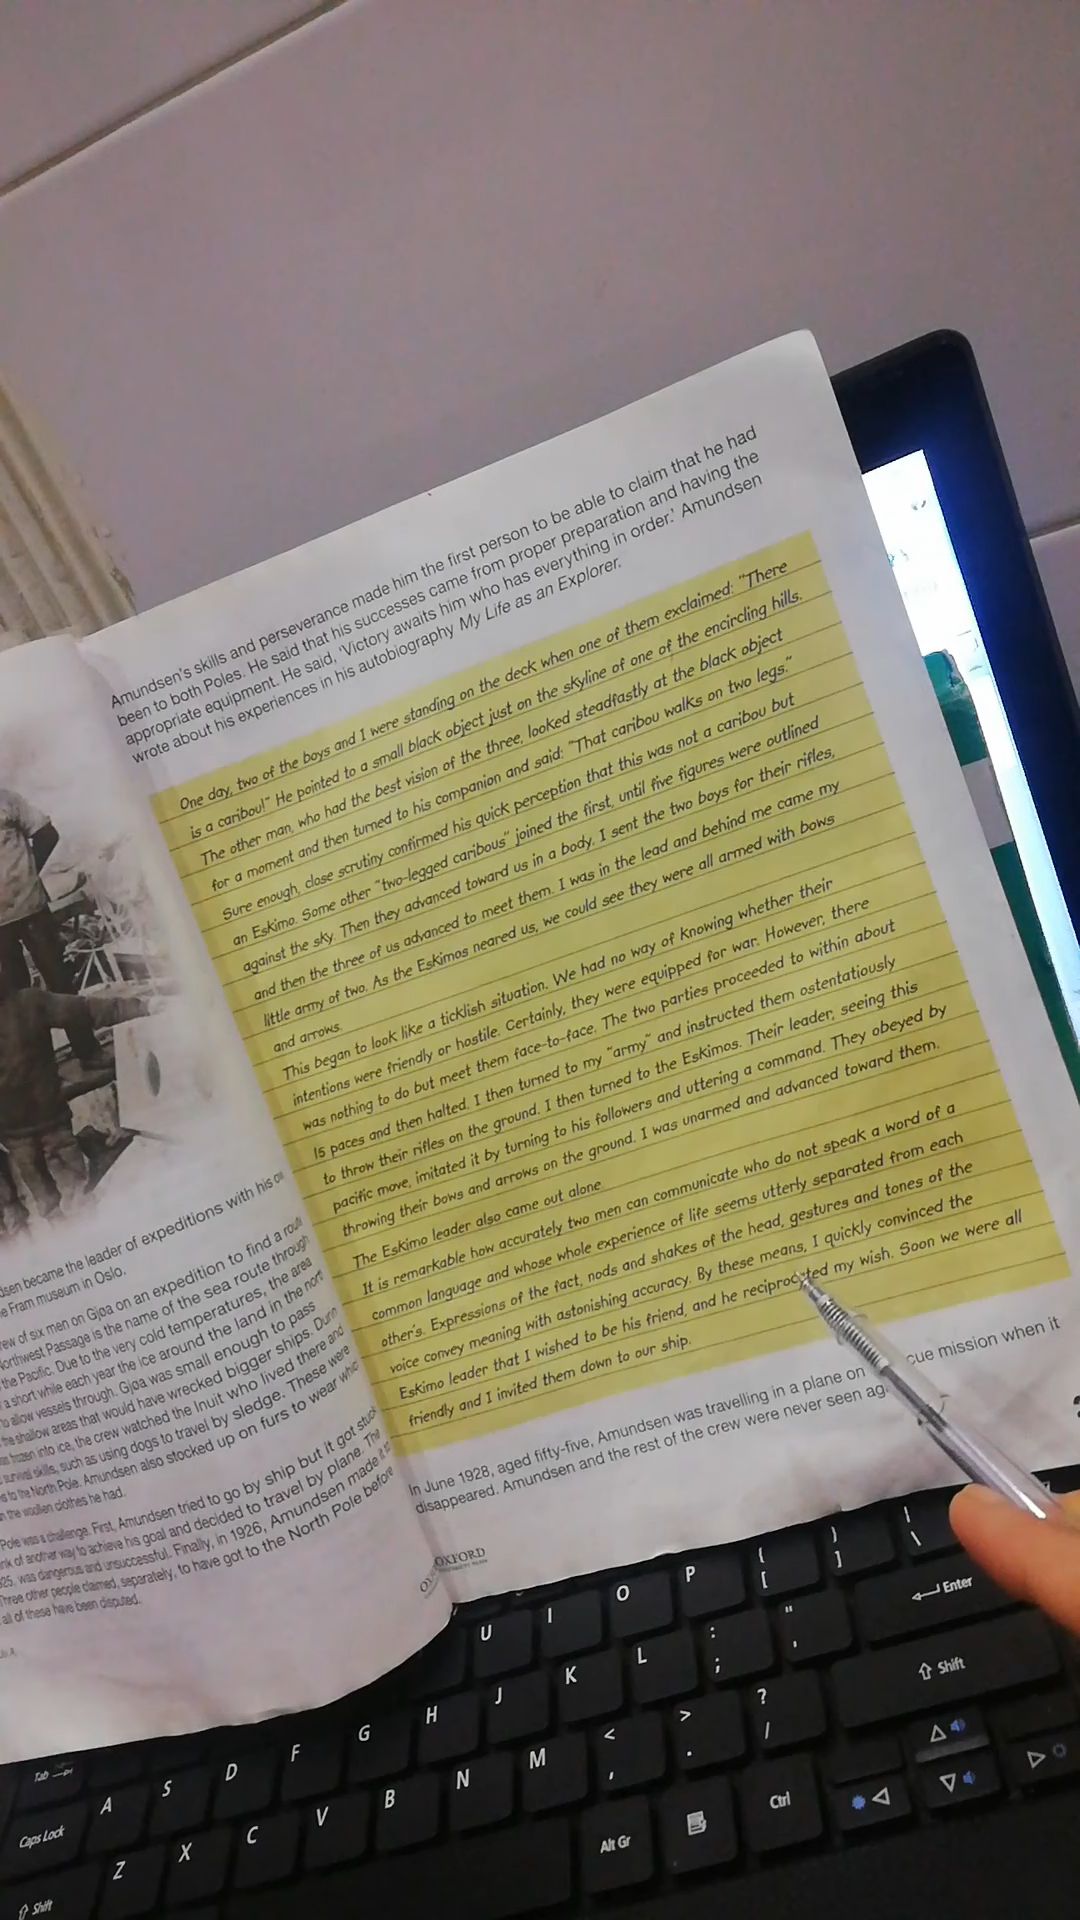 Amundsen's skills and perseverance made him the first person to be able to claim that he had
been to both Poles. He said that his successes came from proper preparation and having the
appropriate equipment. He said, 'Victory awaits him who has everything in order.' Amundsen
wrote about his experiences in his autobiography My Life as an Explorer.
One day, two of the boys and I were standing on the deck when one of them exclaimed: "There
is a caribou!" He pointed to a small black object just on the skyline of one of the encircling hills.
The other man, who had the best vision of the three, looked steadfastly at the black object
for a moment and then turned to his companion and said: "That caribou walks on two legs."
Sure enough, close scrutiny confirmed his quick perception that this was not a caribou but
an Eskimo. Some other "two-legged caribous" joined the first, until five figures were outlined
against the sky. Then they advanced toward us in a body. I sent the two boys for their rifles,
and then the three of us advanced to meet them. I was in the lead and behind me came my
little army of two. As the Eskimos neared us, we could see they were all armed with bows
and arrows.
This began to look like a ticklish situation. We had no way of knowing whether their
intentions were friendly or hostile. Certainly, they were equipped for war. However, there
was nothing to do but meet them face-to-face. The two parties proceeded to within about
15 paces and then halted. I then turned to my "army" and instructed them ostentatiously
to throw their rifles on the ground. I then turned to the Eskimos. Their leader, seeing this
pacific move, imitated it by turning to his followers and uttering a command. They obeyed by
throwing their bows and arrows on the ground. I was unarmed and advanced toward them.
The Eskimo leader also came out alone.
It is remarkable how accurately two men can communicate who do not speak a word of a
common language and whose whole experience of life seems utterly separated from each
other's. Expressions of the fact, nods and shakes of the head, gestures and tones of the
voice convey meaning with astonishing accuracy. By these means, I quickly convinced the
Eskimo leader that I wished to be his friend, and he reciprocated my wish. Soon we were all
friendly and I invited them down to our ship.
In June 1928, aged fifty-five, Amundsen was travelling in a plane on cue mission when it
disappeared. Amundsen and the rest of the crew were never seen ag
OXFORD
dsen became the leader of expeditions with his
Fram museum in Oslo.
rew of six men on Gjøa on an expedition to find a route
Northwest Passage is the name of the sea route through
the Pacific. Due to the very cold temperatures, the area
a short while each year the ice around the land in the nort
to allow vessels through. Gjøa was small enough to pass
the shallow areas that would have wrecked bigger ships. Durin
frozen into ice, the crew watched the Inuit who lived there and
survival skills, such as using dogs to travel by sledge. These were
to the North Pole. Amundsen also stocked up on furs to wear whic
n the woollen clothes he had.
Pole was a challenge. First, Amundsen tried to go by ship but it got stuck
nk of another way to achieve his goal and decided to travel by plane. The
25, was dangerous and unsuccessful. Finally, in 1926, Amundsen made it to
Three other people claimed, separately, to have got to the North Pole before
all of these have been disputed.
Tab
Caps Lock
Shift
A S D F G H J K L : ;
Z X C V B N M < , > . ? /
U I O P { [ } ] | \
" '
Enter
Shift
Alt Gr
Ctrl